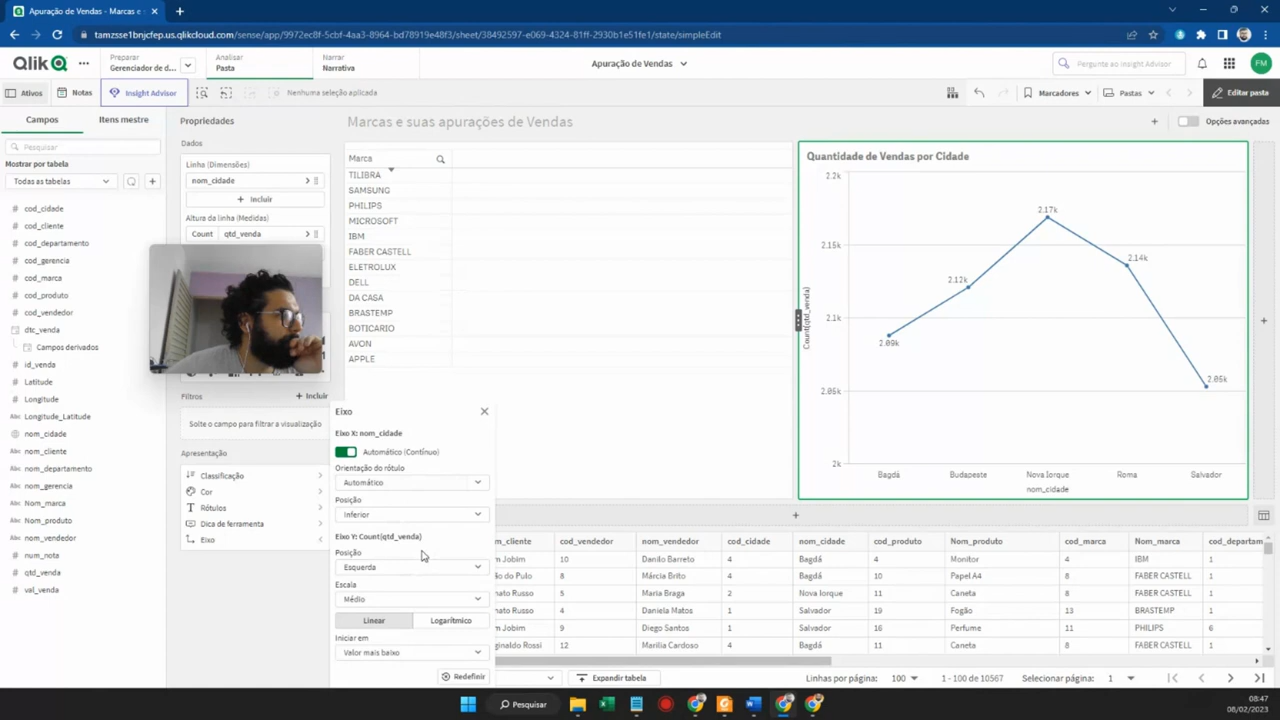 Apuração de Vendas - Marcas e
tamzsse1bnjcfep.us.qlikcloud.com/sense/app/9972ec8f-5cbf-4aa3-8964-bd78919e48f3/sheet/38492597-e069-4324-81ff-2930b1e51fe1/state/simpleEdit
Qlik
Preparar
Gerenciador de d...
Analisar
Pasta
Narrar
Narrativa
Apuração de Vendas
Pergunte ao Insight Advisor
FM
Ativos
Notas
Insight Advisor
Nenhuma seleção aplicada
Marcadores
Pastas
Editar pasta
Campos
Itens mestre
Pesquisar
Mostrar por tabela
Todas as tabelas
cod_cidade
cod_cliente
cod_departamento
cod_gerencia
cod_marca
cod_produto
cod_vendedor
dtc_venda
Campos derivados
id_venda
Latitude
Longitude
Longitude_Latitude
nom_cidade
nom_cliente
nom_departamento
nom_gerencia
Nom_marca
Nom_produto
nom_vendedor
num_nota
qtd_venda
val_venda
Propriedades
Dados
Linha (Dimensões)
nom_cidade
Incluir
Altura da linha (Medidas)
Count qtd_venda
Filtros
Incluir
Solte o campo para filtrar a visualização
Apresentação
Classificação
Cor
Rótulos
Dica de ferramenta
Eixo
Marcas e suas apurações de Vendas
Opções avançadas
Marca
TILIBRA
SAMSUNG
PHILIPS
MICROSOFT
IBM
FABER CASTELL
ELETROLUX
DELL
DA CASA
BRASTEMP
BOTICARIO
AVON
APPLE
Eixo
Eixo X: nom_cidade
Automático (Contínuo)
Orientação do rótulo
Automático
Posição
Inferior
Eixo Y: Count(qtd_venda)
Posição
Esquerda
Escala
Médio
Linear Logarítmico
Iniciar em
Valor mais baixo
Redefinir
Quantidade de Vendas por Cidade
2.2k
2.15k
2.1k
2.05k
2k
Count(qtd_venda)
2.09k
2.12k
2.17k
2.14k
2.05k
Bagdá Budapeste Nova Iorque Roma Salvador
nom_cidade
m_cliente cod_vendedor nom_vendedor cod_cidade nom_cidade cod_produto Nom_produto cod_marca Nom_marca cod_departam
m Jobim 10 Danilo Barreto 4 Bagdá 4 Monitor 4 IBM 1
ão do Pulo 8 Márcia Brito 4 Bagdá 10 Papel A4 8 FABER CASTELL 1
nato Russo 8 Maria Braga 2 Nova Iorque 11 Caneta 8 FABER CASTELL 1
nato Russo 4 Daniela Matos 1 Salvador 19 Fogão 13 BRASTEMP 1
m Jobim 9 Diego Santos 1 Salvador 16 Perfume 11 PHILIPS 6
ginaldo Rossi 12 Marilia Cardoso 4 Bagdá 11 Caneta 8 FABER CASTELL 1
Expandir tabela
Linhas por página: 100
1 - 100 de 10567
Selecionar página: 1
Pesquisar
08:47
08/02/2023